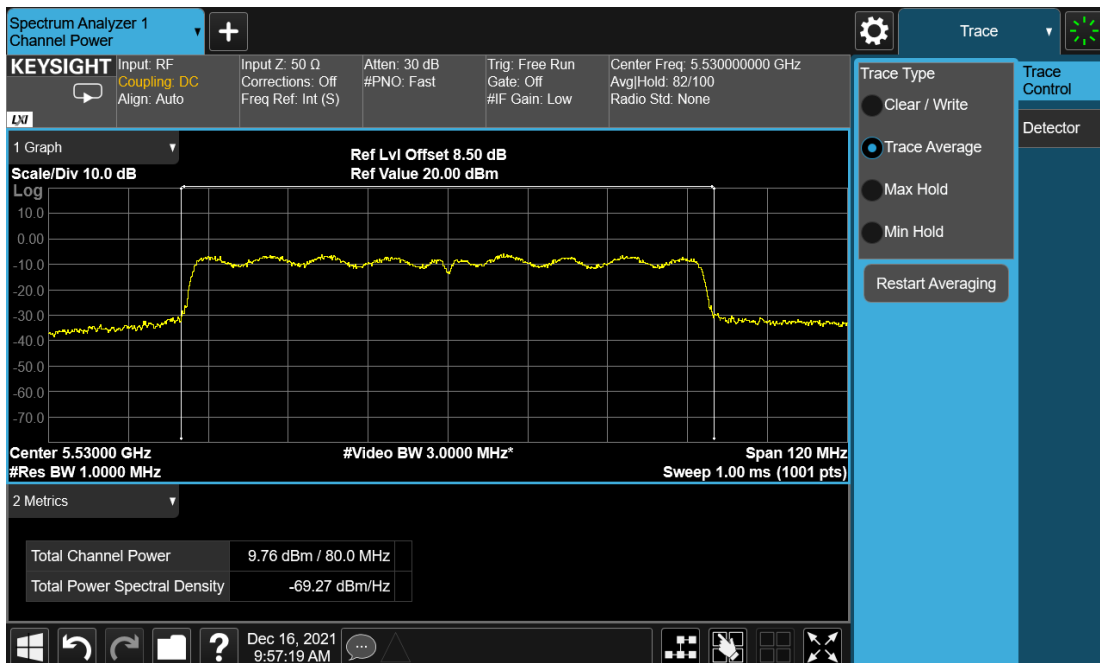 Spectrum Analyzer 1
Channel Power
+
Trace
KEYSIGHT
Input: RF
Coupling: DC
Align: Auto
Input Z: 50 Ω
Corrections: Off
Freq Ref: Int (S)
Atten: 30 dB
#PNO: Fast
Trig: Free Run
Gate: Off
#IF Gain: Low
Center Freq: 5.530000000 GHz
Avg|Hold: 82/100
Radio Std: None
LXI
Trace Type
Clear / Write
Trace Average
Max Hold
Min Hold
Restart Averaging
Trace
Control
Detector
1 Graph
Scale/Div 10.0 dB
Ref Lvl Offset 8.50 dB
Ref Value 20.00 dBm
Log
10.0
0.00
-10.0
-20.0
-30.0
-40.0
-50.0
-60.0
-70.0
Center 5.53000 GHz
#Res BW 1.0000 MHz
#Video BW 3.0000 MHz*
Span 120 MHz
Sweep 1.00 ms (1001 pts)
2 Metrics
Total Channel Power 9.76 dBm / 80.0 MHz
Total Power Spectral Density -69.27 dBm/Hz
?
Dec 16, 2021
9:57:19 AM